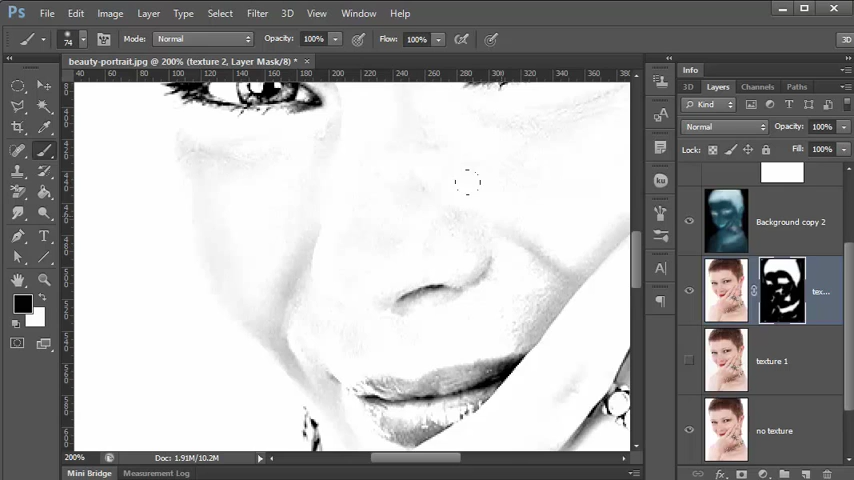 Ps File Edit Image Layer Type Select Filter 3D View Window Help
74 Mode: Normal Opacity: 100% Flow: 100% 3D
beauty-portrait.jpg @ 200% (texture 2, Layer Mask/8) * ×
40 60 80 100 120 140 160 180 200 220 240 260 280 300 320 340 360 380
Info
3D Layers Channels Paths
Kind
Normal Opacity: 100%
Lock: Fill: 100%
Background copy 2
tex...
texture 1
no texture
200% Doc: 1.91M/10.2M
Mini Bridge Measurement Log